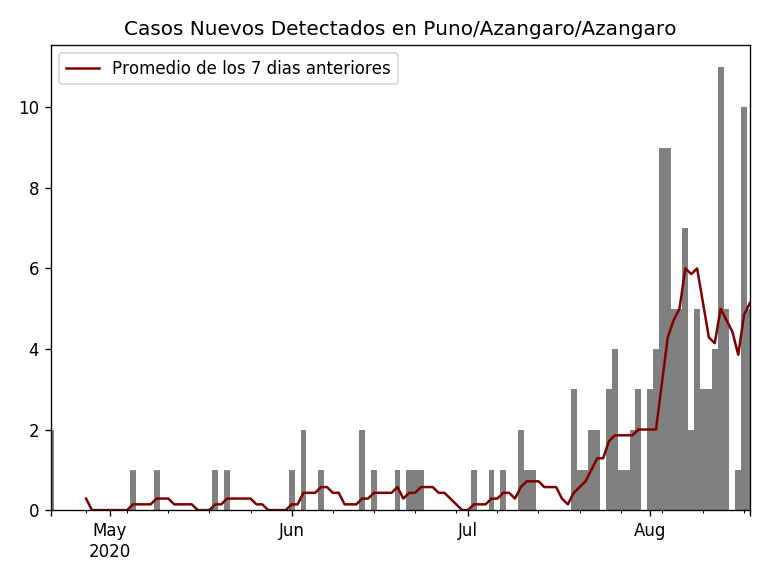 Casos Nuevos Detectados en Puno/Azangaro/Azangaro
Promedio de los 7 dias anteriores
10
8
6
4
2
0
May
2020
Jun
Jul
Aug